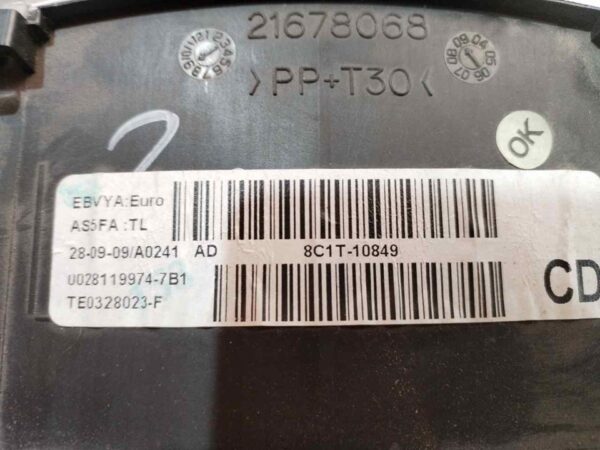 21678068
>PP+T30<
OK
EBVYA:Euro
AS5FA :TL
28-09-09/A0241 AD 8C1T-10849
U028119974-7B1
TE0328023-F
CD